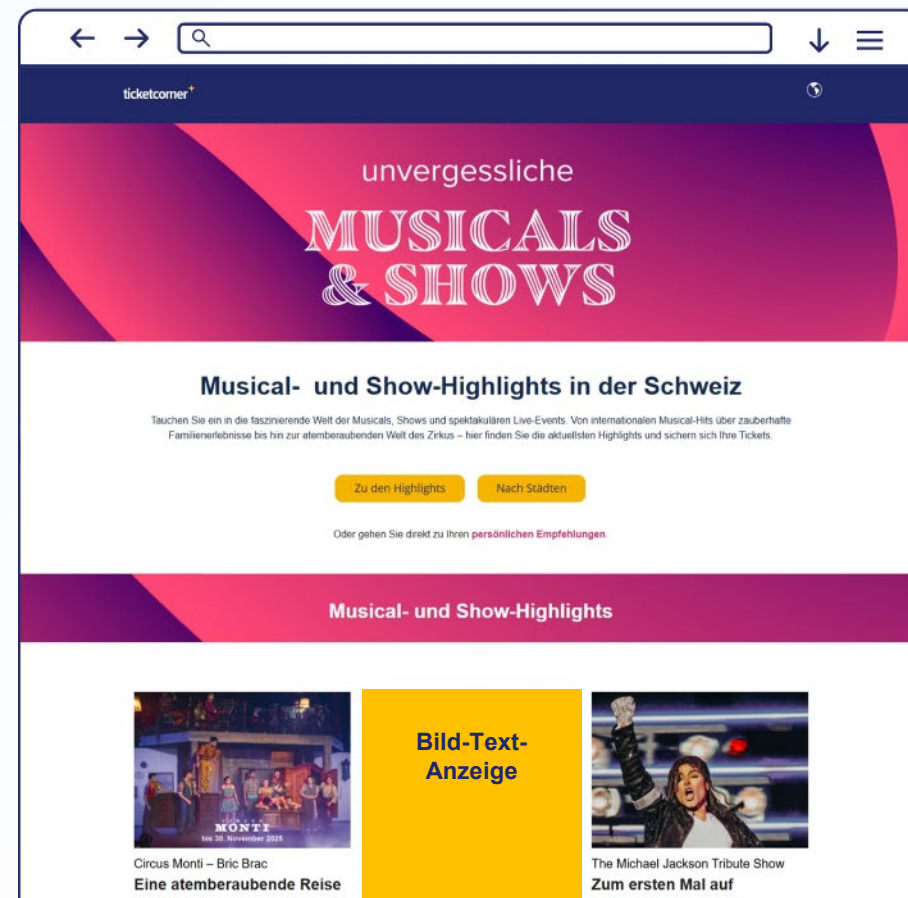 ticketcorner
unvergessliche
MUSICALS
& SHOWS
Musical- und Show-Highlights in der Schweiz
Tauchen Sie ein in die faszinierende Welt der Musicals, Shows und spektakulären Live-Events. Von internationalen Musical-Hits über zauberhafte
Familienerlebnisse bis hin zur atemberaubenden Welt des Zirkus – hier finden Sie die aktuellsten Highlights und sichern sich Ihre Tickets.
Zu den Highlights
Nach Städten
Oder gehen Sie direkt zu Ihren persönlichen Empfehlungen.
Musical- und Show-Highlights
CIRCUS
MONTI
bis 30. November 2025
Circus Monti – Bric Brac
Eine atemberaubende Reise
Bild-Text-
Anzeige
The Michael Jackson Tribute Show
Zum ersten Mal auf